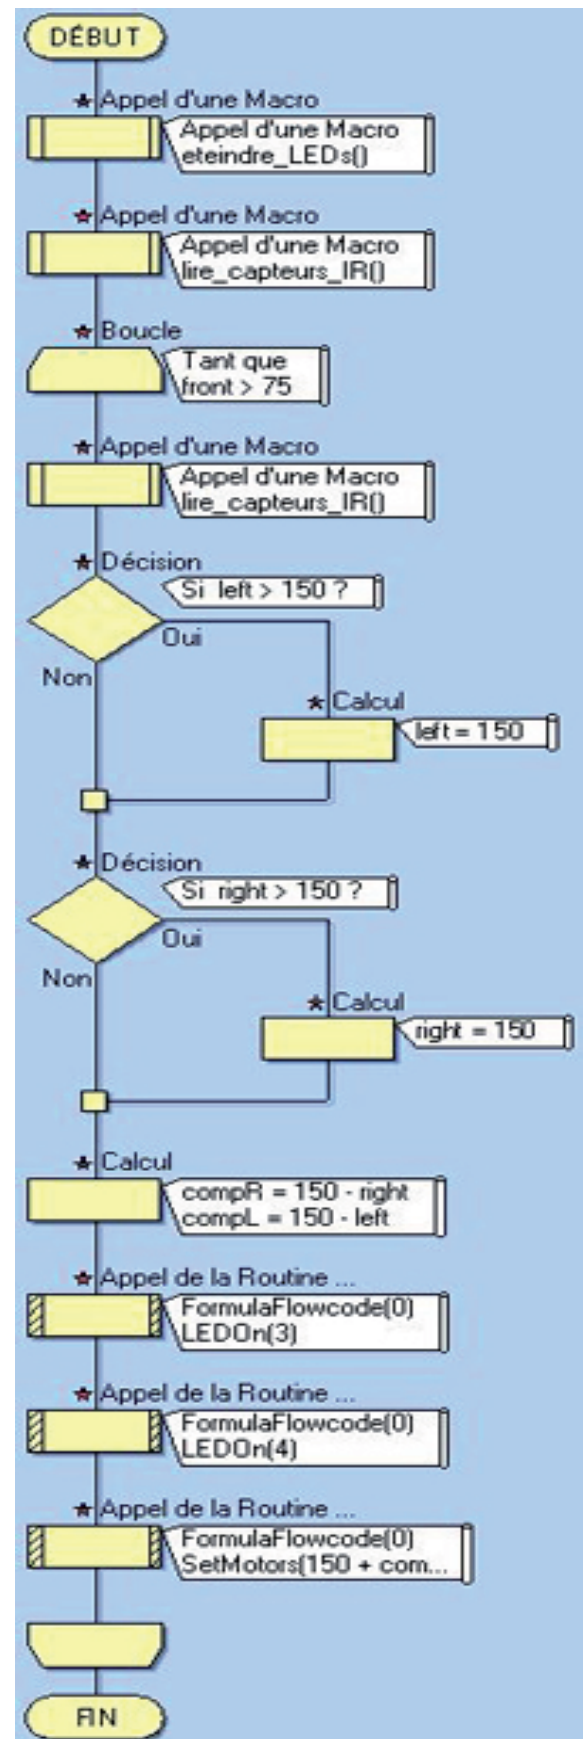 DÉBUT
Appel d'une Macro
Appel d'une Macro
eteindre_LEDs()
Appel d'une Macro
Appel d'une Macro
lire_capteurs_IR()
Boucle
Tant que
front > 75
Appel d'une Macro
Appel d'une Macro
lire_capteurs_IR()
Décision
Si left > 150 ?
Oui
Non
Calcul
left = 150
Décision
Si right > 150 ?
Oui
Non
Calcul
right = 150
Calcul
compR = 150 - right
compL = 150 - left
Appel de la Routine ...
FormulaFlowcode(0)
LEDOn(3)
Appel de la Routine ...
FormulaFlowcode(0)
LEDOn(4)
Appel de la Routine ...
FormulaFlowcode(0)
SetMotors(150 + com...
FIN